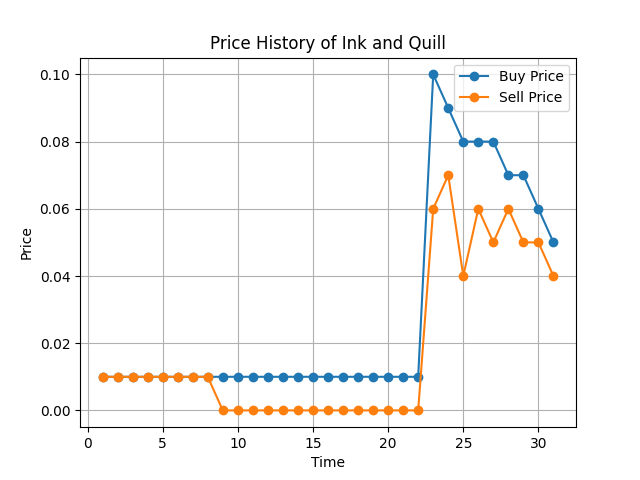 Price History of Ink and Quill
Buy Price
Sell Price
0.10
0.08
0.06
0.04
0.02
0.00
Price
0 5 10 15 20 25 30
Time